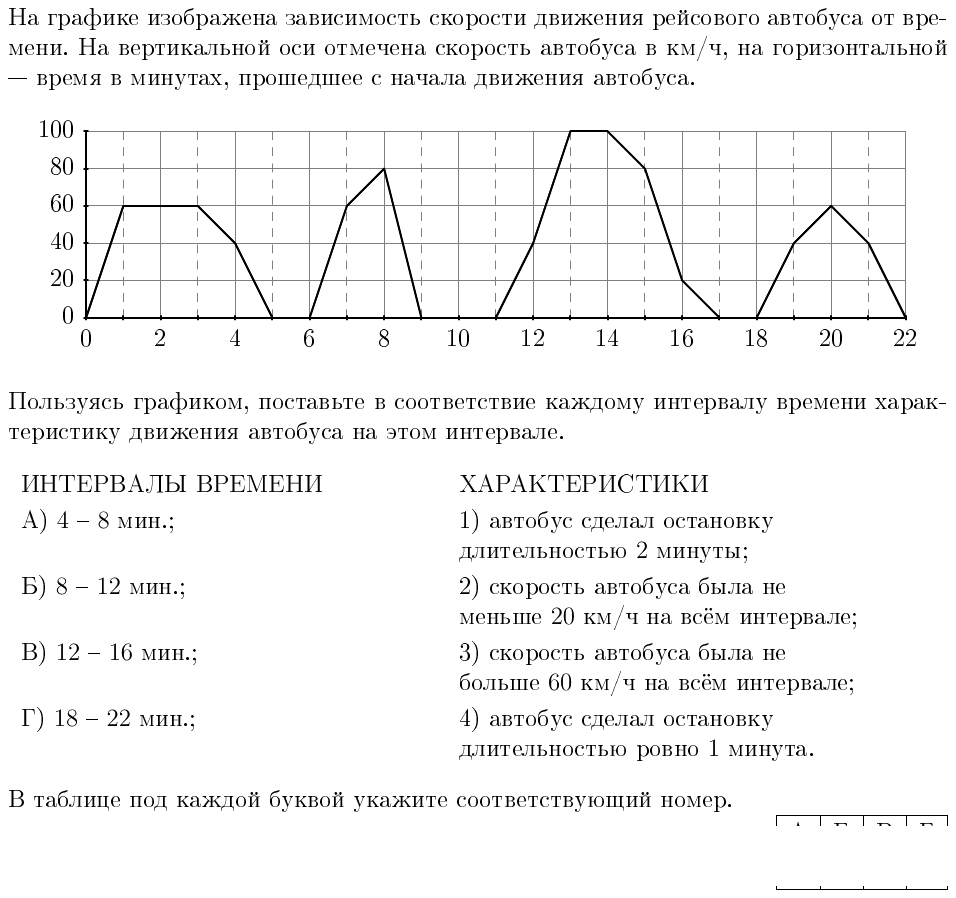 На графике изображена зависимость скорости движения рейсового автобуса от вре-
мени. На вертикальной оси отмечена скорость автобуса в км/ч, на горизонтальной
— время в минутах, прошедшее с начала движения автобуса.
100
80
60
40
20
0
0 2 4 6 8 10 12 14 16 18 20 22
Пользуясь графиком, поставьте в соответствие каждому интервалу времени харак-
теристику движения автобуса на этом интервале.
ИНТЕРВАЛЫ ВРЕМЕНИ ХАРАКТЕРИСТИКИ
А) 4 – 8 мин.; 1) автобус сделал остановку
длительностью 2 минуты;
Б) 8 – 12 мин.; 2) скорость автобуса была не
меньше 20 км/ч на всём интервале;
В) 12 – 16 мин.; 3) скорость автобуса была не
больше 60 км/ч на всём интервале;
Г) 18 – 22 мин.; 4) автобус сделал остановку
длительностью ровно 1 минута.
В таблице под каждой буквой укажите соответствующий номер.